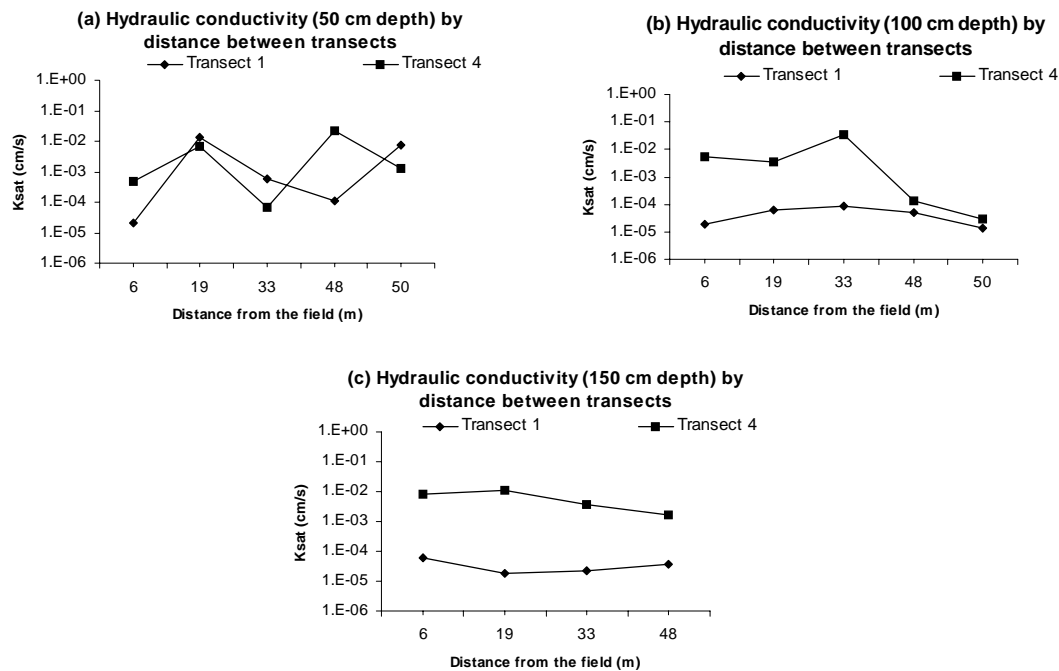 (a) Hydraulic conductivity (50 cm depth) by
distance between transects
Transect 1 Transect 4
1.E+00
1.E-01
1.E-02
1.E-03
1.E-04
1.E-05
1.E-06
Ksat (cm/s)
6 19 33 48 50
Distance from the field (m)
(b) Hydraulic conductivity (100 cm depth) by
distance between transects
Transect 1 Transect 4
1.E+00
1.E-01
1.E-02
1.E-03
1.E-04
1.E-05
1.E-06
Ksat (cm/s)
6 19 33 48 50
Distance from the field (m)
(c) Hydraulic conductivity (150 cm depth) by
distance between transects
Transect 1 Transect 4
1.E+00
1.E-01
1.E-02
1.E-03
1.E-04
1.E-05
1.E-06
Ksat (cm/s)
6 19 33 48
Distance from the field (m)